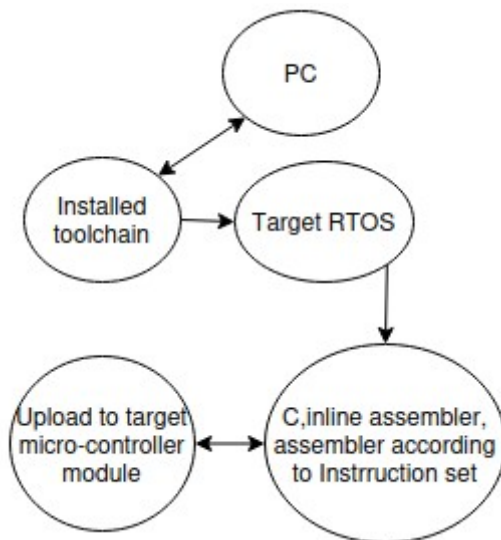 PC
Installed
toolchain
Target RTOS
Upload to target
micro-controller
module
C,inline assembler,
assembler according
to Instrruction set